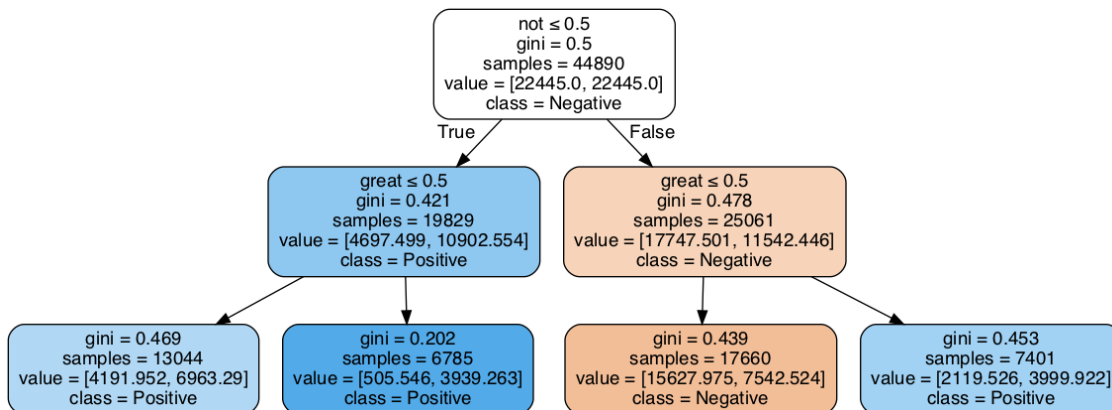 not ≤ 0.5
gini = 0.5
samples = 44890
value = [22445.0, 22445.0]
class = Negative
True
False
great ≤ 0.5
gini = 0.421
samples = 19829
value = [4697.499, 10902.554]
class = Positive
great ≤ 0.5
gini = 0.478
samples = 25061
value = [17747.501, 11542.446]
class = Negative
gini = 0.469
samples = 13044
value = [4191.952, 6963.29]
class = Positive
gini = 0.202
samples = 6785
value = [505.546, 3939.263]
class = Positive
gini = 0.439
samples = 17660
value = [15627.975, 7542.524]
class = Negative
gini = 0.453
samples = 7401
value = [2119.526, 3999.922]
class = Positive